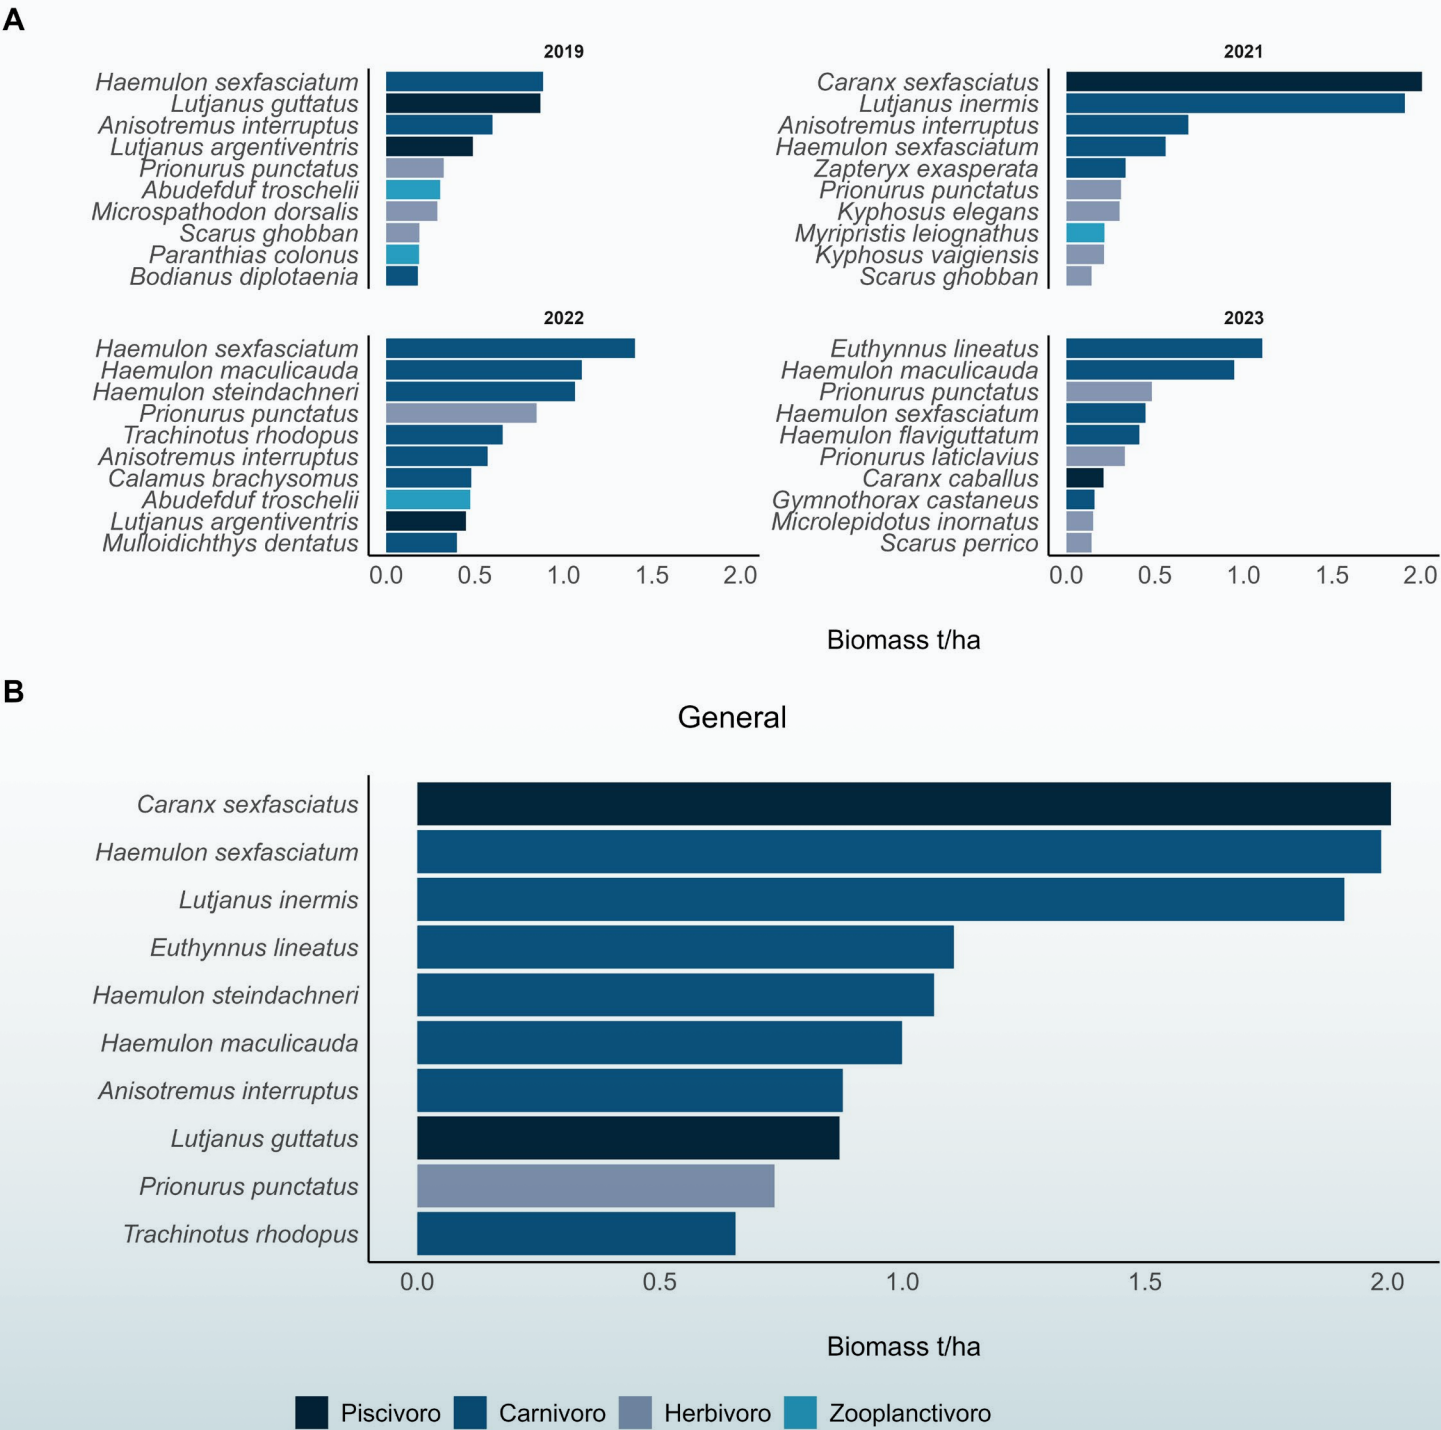 A
2019
Haemulon sexfasciatum
Lutjanus guttatus
Anisotremus interruptus
Lutjanus argentiventris
Prionurus punctatus
Abudefduf troschelii
Microspathodon dorsalis
Scarus ghobban
Paranthias colonus
Bodianus diplotaenia
2021
Caranx sexfasciatus
Lutjanus inermis
Anisotremus interruptus
Haemulon sexfasciatum
Zapteryx exasperata
Prionurus punctatus
Kyphosus elegans
Myripristis leiognathus
Kyphosus vaigiensis
Scarus ghobban
2022
Haemulon sexfasciatum
Haemulon maculicauda
Haemulon steindachneri
Prionurus punctatus
Trachinotus rhodopus
Anisotremus interruptus
Calamus brachysomus
Abudefduf troschelii
Lutjanus argentiventris
Mulloidichthys dentatus
0.0 0.5 1.0 1.5 2.0
2023
Euthynnus lineatus
Haemulon maculicauda
Prionurus punctatus
Haemulon sexfasciatum
Haemulon flaviguttatum
Prionurus laticlavius
Caranx caballus
Gymnothorax castaneus
Microlepidotus inornatus
Scarus perrico
0.0 0.5 1.0 1.5 2.0
Biomass t/ha
B
General
Caranx sexfasciatus
Haemulon sexfasciatum
Lutjanus inermis
Euthynnus lineatus
Haemulon steindachneri
Haemulon maculicauda
Anisotremus interruptus
Lutjanus guttatus
Prionurus punctatus
Trachinotus rhodopus
0.0 0.5 1.0 1.5 2.0
Biomass t/ha
Piscivoro Carnivoro Herbivoro Zooplanctivoro